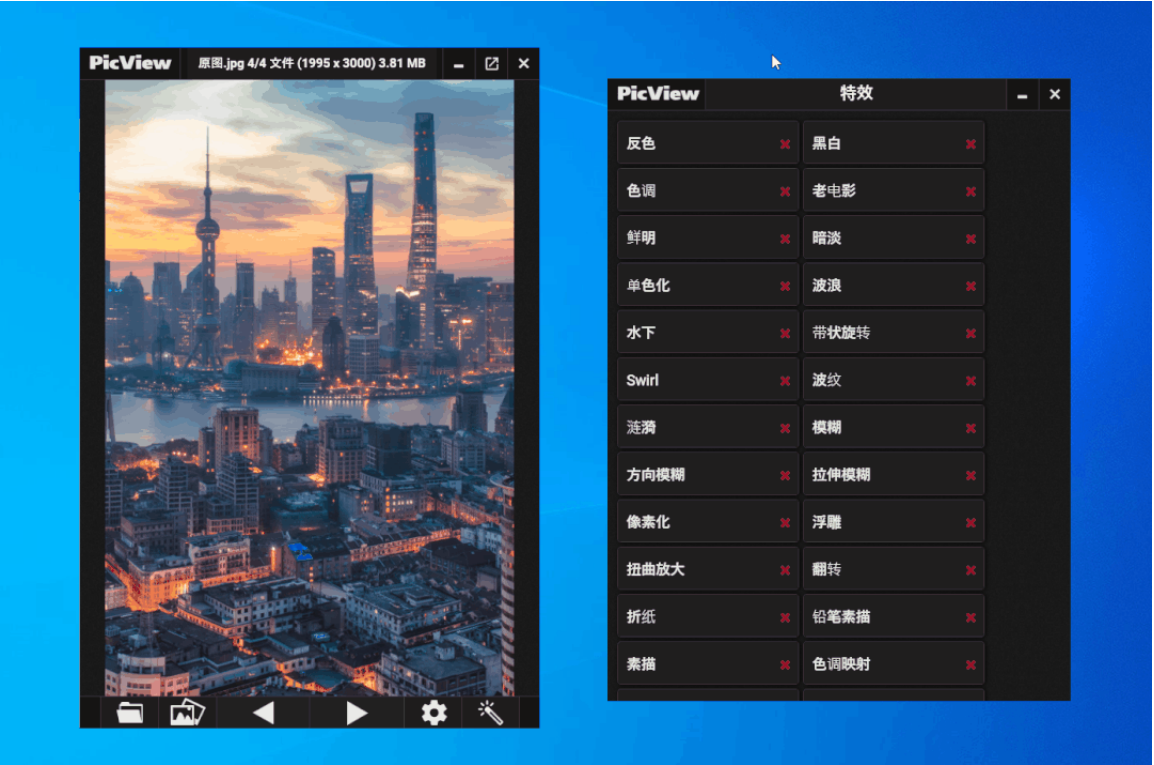 PicView 原图.jpg 4/4 文件 (1995 x 3000) 3.81 MB
PicView 特效
反色 黑白
色调 老电影
鲜明 暗淡
单色化 波浪
水下 带状旋转
Swirl 波纹
涟漪 模糊
方向模糊 拉伸模糊
像素化 浮雕
扭曲放大 翻转
折纸 铅笔素描
素描 色调映射